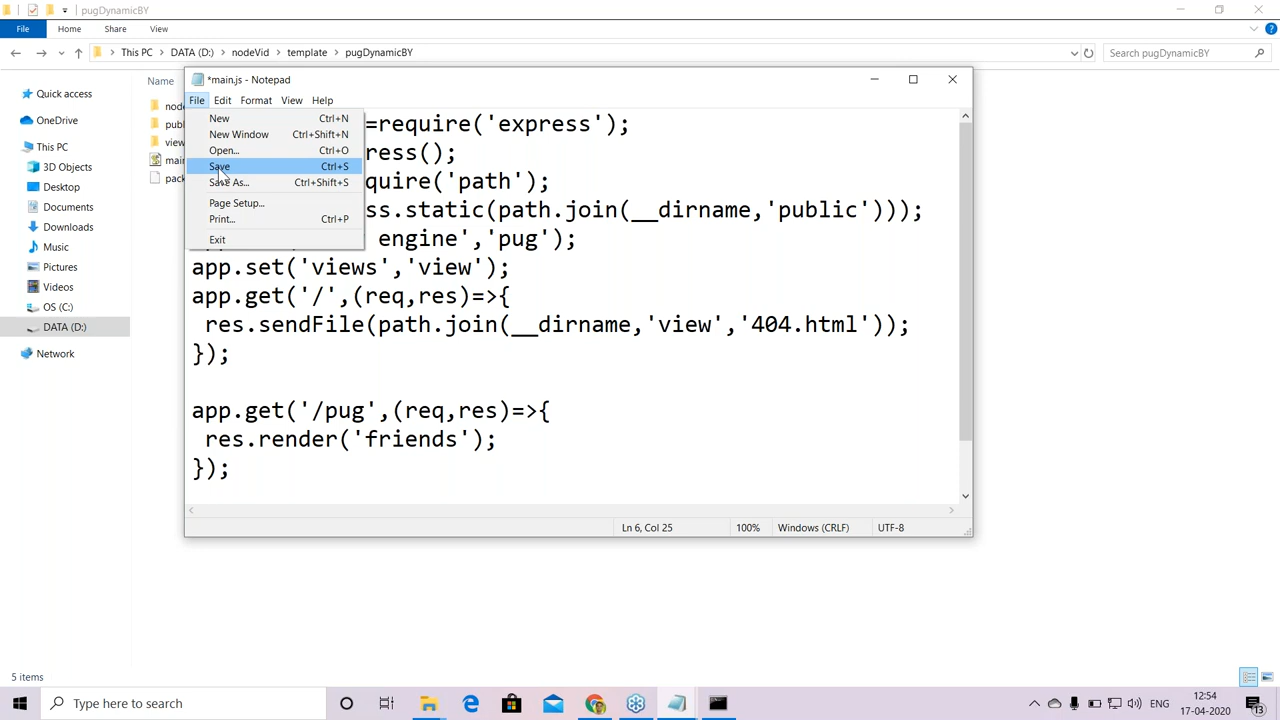 pugDynamicBY
File
Home
Share
View
This PC
DATA (D:)
nodeVid
template
pugDynamicBY
Search pugDynamicBY
Quick access
OneDrive
This PC
3D Objects
Desktop
Documents
Downloads
Music
Pictures
Videos
OS (C:)
DATA (D:)
Network
Name
*main.js - Notepad
File Edit Format View Help
New Ctrl+N
New Window Ctrl+Shift+N
Open... Ctrl+O
Save Ctrl+S
Save As... Ctrl+Shift+S
Page Setup...
Print... Ctrl+P
Exit
=require('express');
ress();
quire('path');
ss.static(path.join(__dirname,'public')));
engine','pug');
app.set('views','view');
app.get('/',(req,res)=>{
res.sendFile(path.join(__dirname,'view','404.html'));
});
app.get('/pug',(req,res)=>{
res.render('friends');
});
Ln 6, Col 25
100%
Windows (CRLF)
UTF-8
5 items
Type here to search
ENG
12:54
17-04-2020
13